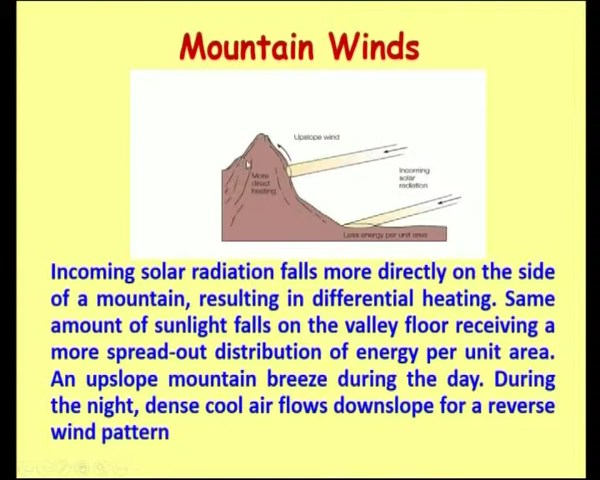 Mountain Winds
Upslope wind
More
direct
heating
Incoming
solar
radiation
Less energy per unit area
Incoming solar radiation falls more directly on the side
of a mountain, resulting in differential heating. Same
amount of sunlight falls on the valley floor receiving a
more spread-out distribution of energy per unit area.
An upslope mountain breeze during the day. During
the night, dense cool air flows downslope for a reverse
wind pattern